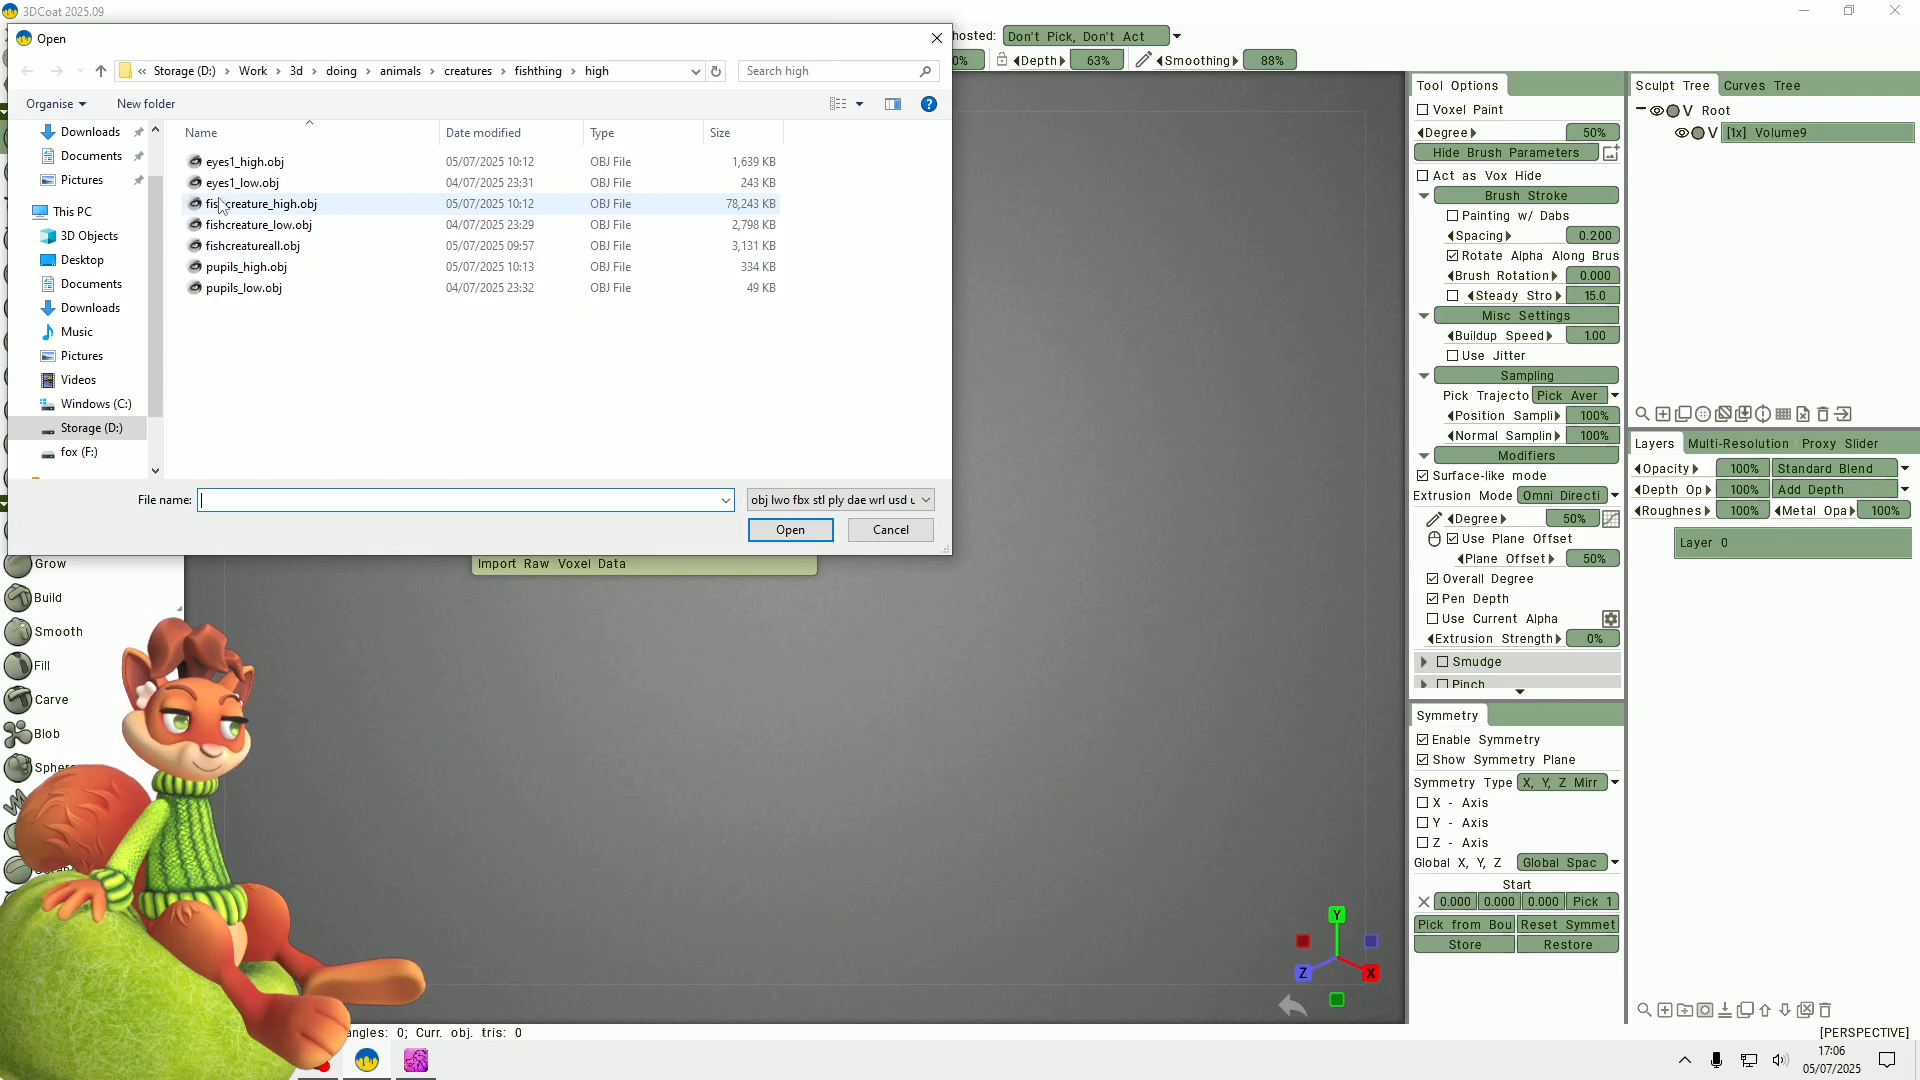 3DCoat 2025.09
Open
« Storage (D:) > Work > 3d > doing > animals > creatures > fishthing > high
Search high
Organise
New folder
Name Date modified Type Size
eyes1_high.obj 05/07/2025 10:12 OBJ File 1,639 KB
eyes1_low.obj 04/07/2025 23:31 OBJ File 243 KB
fishcreature_high.obj 05/07/2025 10:12 OBJ File 78,243 KB
fishcreature_low.obj 04/07/2025 23:29 OBJ File 2,798 KB
fishcreatureall.obj 05/07/2025 09:57 OBJ File 3,131 KB
pupils_high.obj 05/07/2025 10:13 OBJ File 334 KB
pupils_low.obj 04/07/2025 23:32 OBJ File 49 KB
Downloads
Documents
Pictures
This PC
3D Objects
Desktop
Documents
Downloads
Music
Pictures
Videos
Windows (C:)
Storage (D:)
fox (F:)
File name:
obj lwo fbx stl ply dae wrl usd u
Open
Cancel
Import Raw Voxel Data
Grow
Build
Smooth
Fill
Carve
Blob
Sphere
hosted: Don't Pick, Don't Act
0% Depth 63% Smoothing 88%
Tool Options
Voxel Paint
Degree 50%
Hide Brush Parameters
Act as Vox Hide
Brush Stroke
Painting w/ Dabs
Spacing 0.200
Rotate Alpha Along Brus
Brush Rotation 0.000
Steady Stro 15.0
Misc Settings
Buildup Speed 1.00
Use Jitter
Sampling
Pick Trajecto Pick Aver
Position Sampli 100%
Normal Samplin 100%
Modifiers
Surface-like mode
Extrusion Mode Omni Directi
Degree 50%
Use Plane Offset
Plane Offset 50%
Overall Degree
Pen Depth
Use Current Alpha
Extrusion Strength 0%
Smudge
Pinch
Symmetry
Enable Symmetry
Show Symmetry Plane
Symmetry Type X, Y, Z Mirr
X - Axis
Y - Axis
Z - Axis
Global X, Y, Z Global Spac
Start
0.000 0.000 0.000 Pick 1
Pick from Bou Reset Symmet
Store Restore
Sculpt Tree Curves Tree
V Root
V [1x] Volume9
Layers Multi-Resolution Proxy Slider
Opacity 100% Standard Blend
Depth Op 100% Add Depth
Roughnes 100% Metal Opa 100%
Layer 0
Y
Z
X
angles: 0; Curr. obj. tris: 0
[PERSPECTIVE]
17:06
05/07/2025